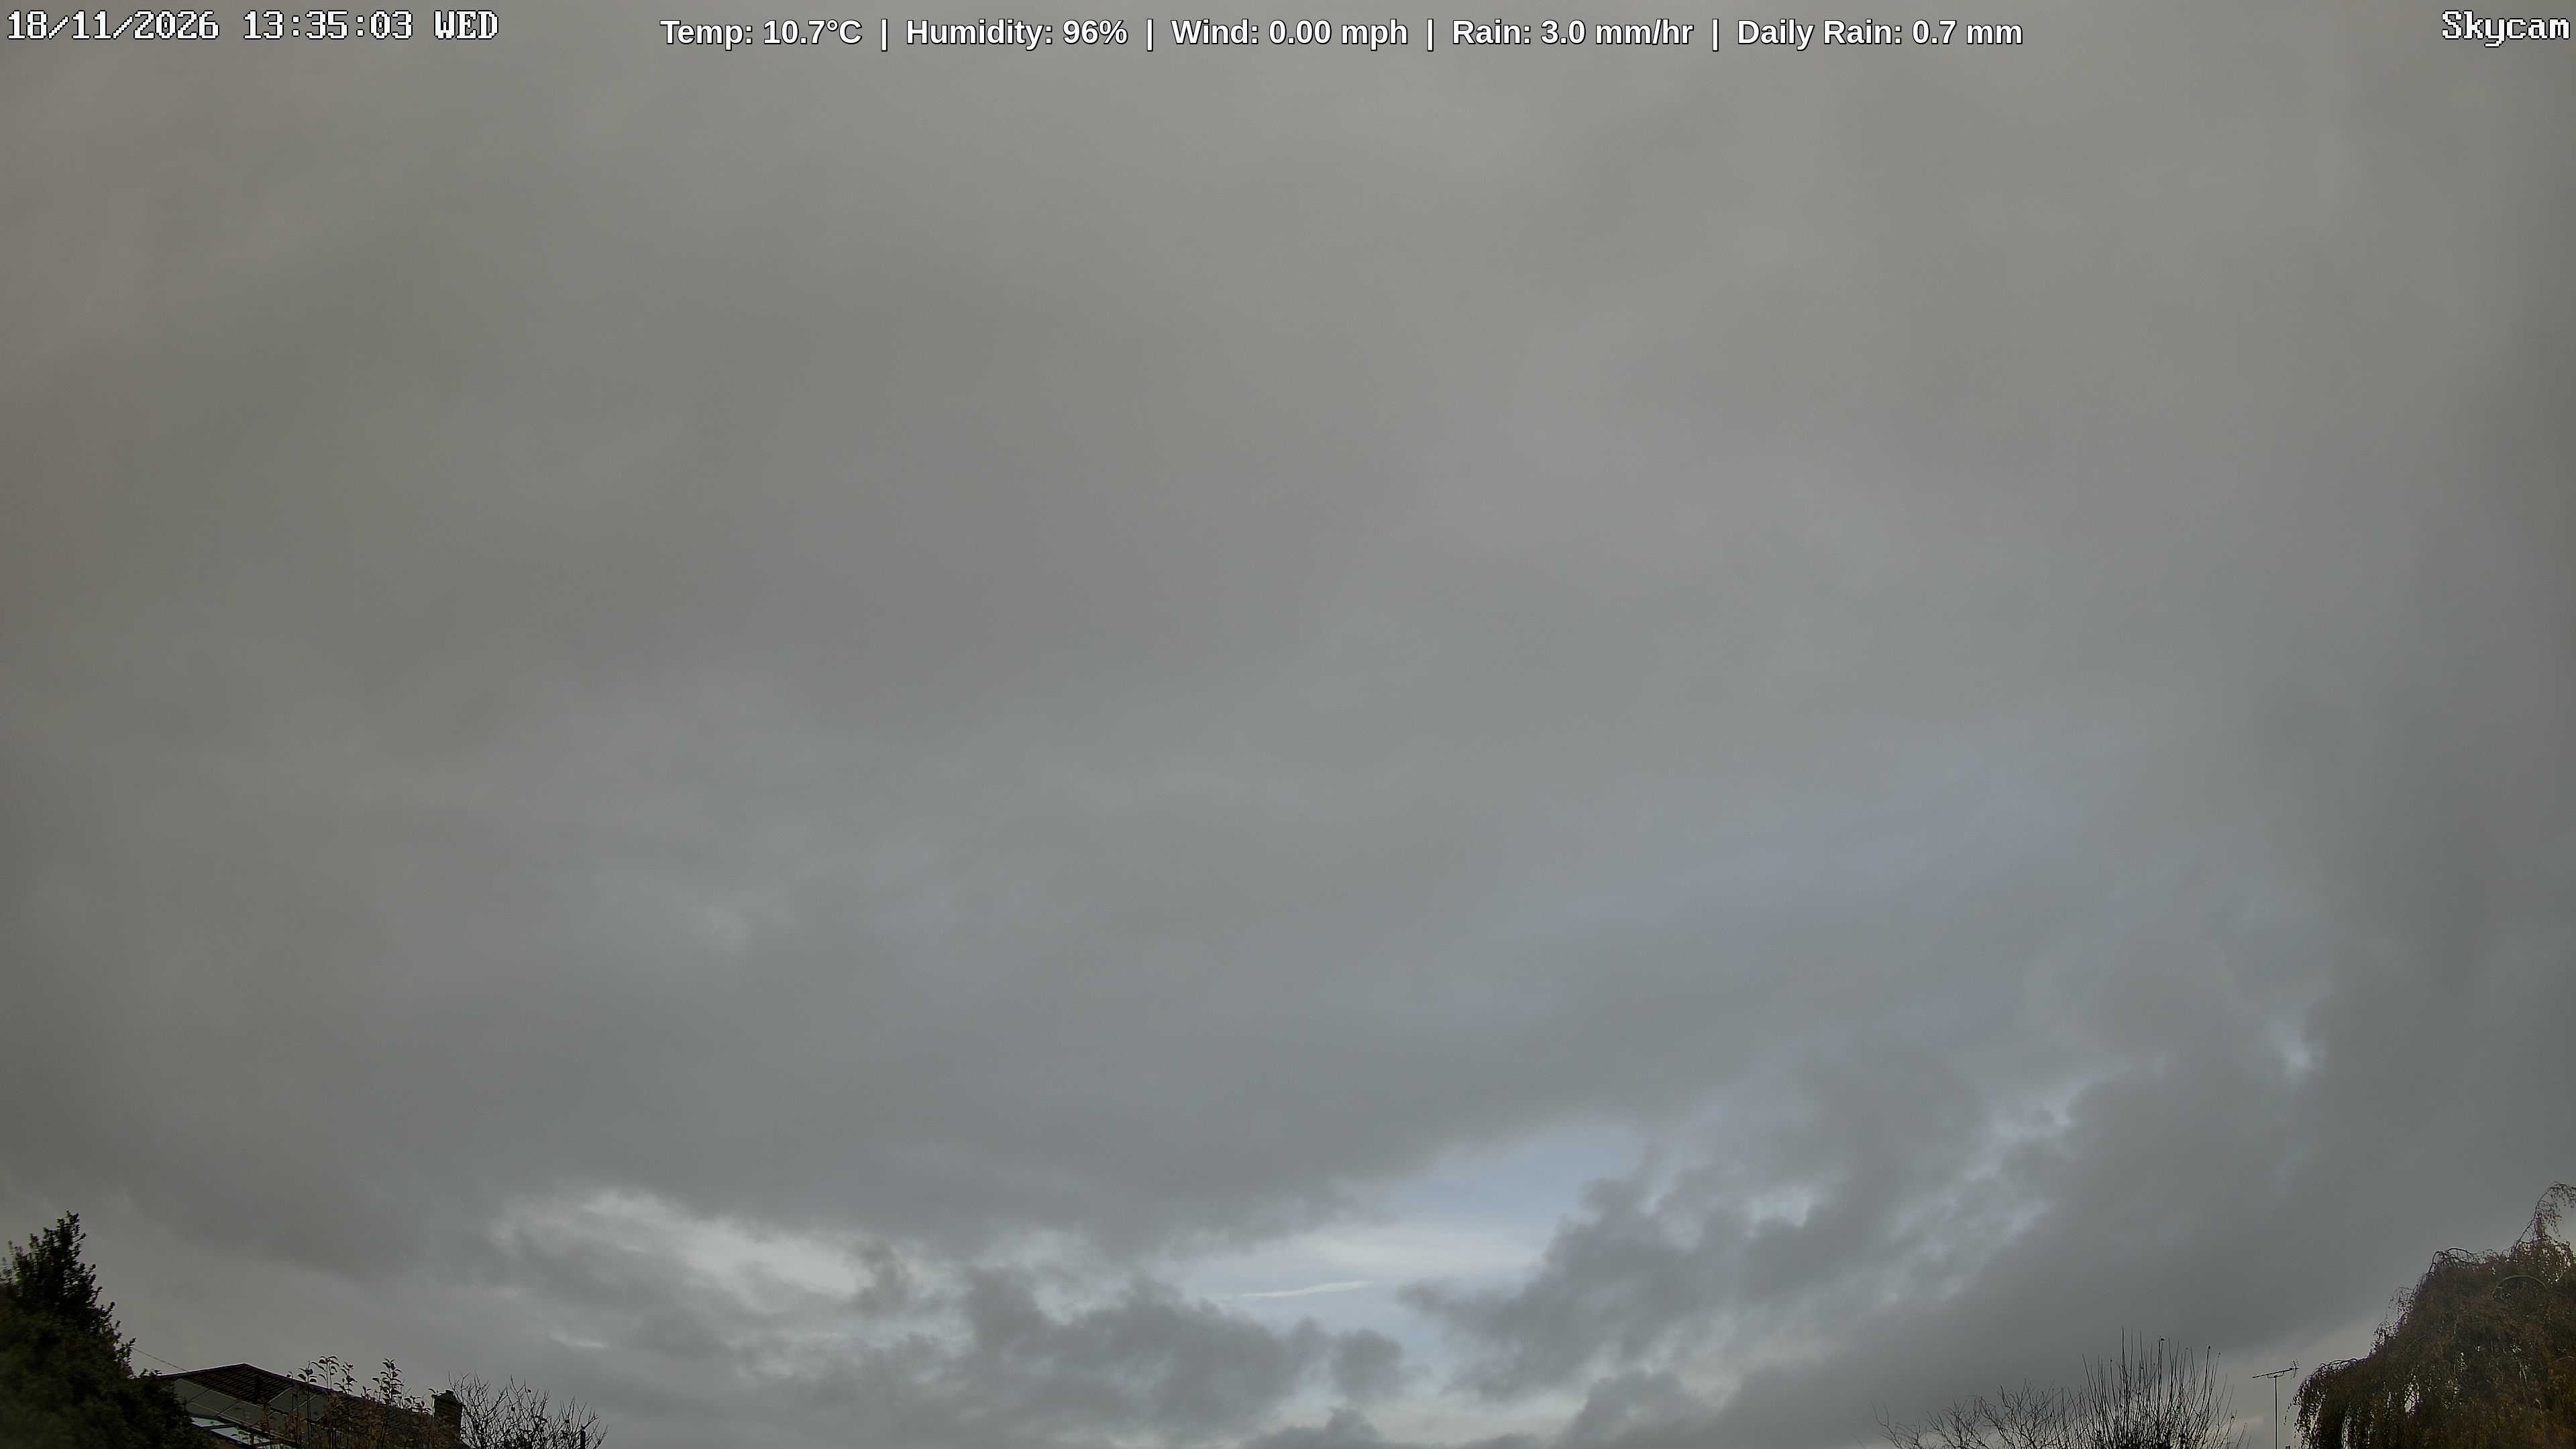 18/11/2026 13:35:03 WED
Temp: 10.7°C | Humidity: 96% | Wind: 0.00 mph | Rain: 3.0 mm/hr | Daily Rain: 0.7 mm
Skycam